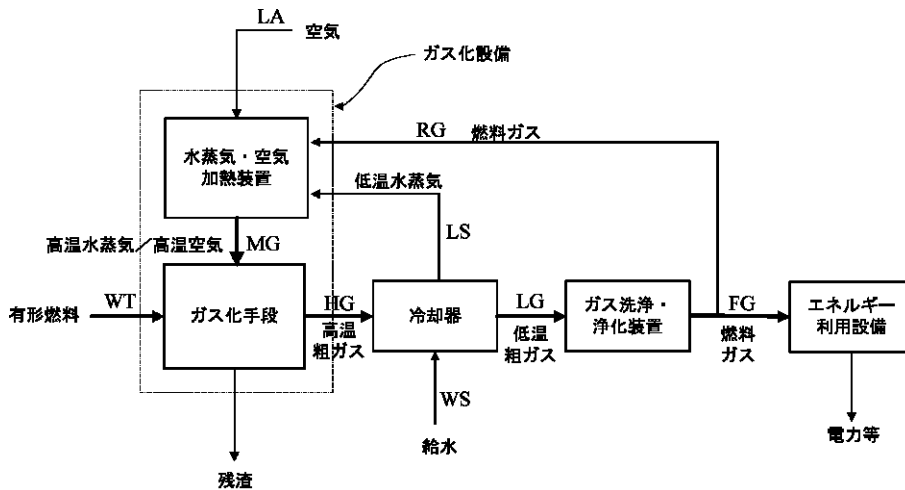 LA
空気
ガス化設備
RG 燃料ガス
水蒸気・空気
加熱装置
低温水蒸気
LS
高温水蒸気/高温空気
MG
有形燃料
WT
ガス化手段
HG
高温
粗ガス
冷却器
LG
低温
粗ガス
ガス洗浄・
浄化装置
FG
燃料
ガス
エネルギー
利用設備
WS
給水
残渣
電力等